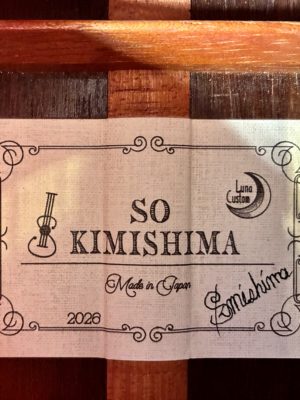 Luna
Custom
SO
KIMISHIMA
Made in Japan
2026
S. Kimishima